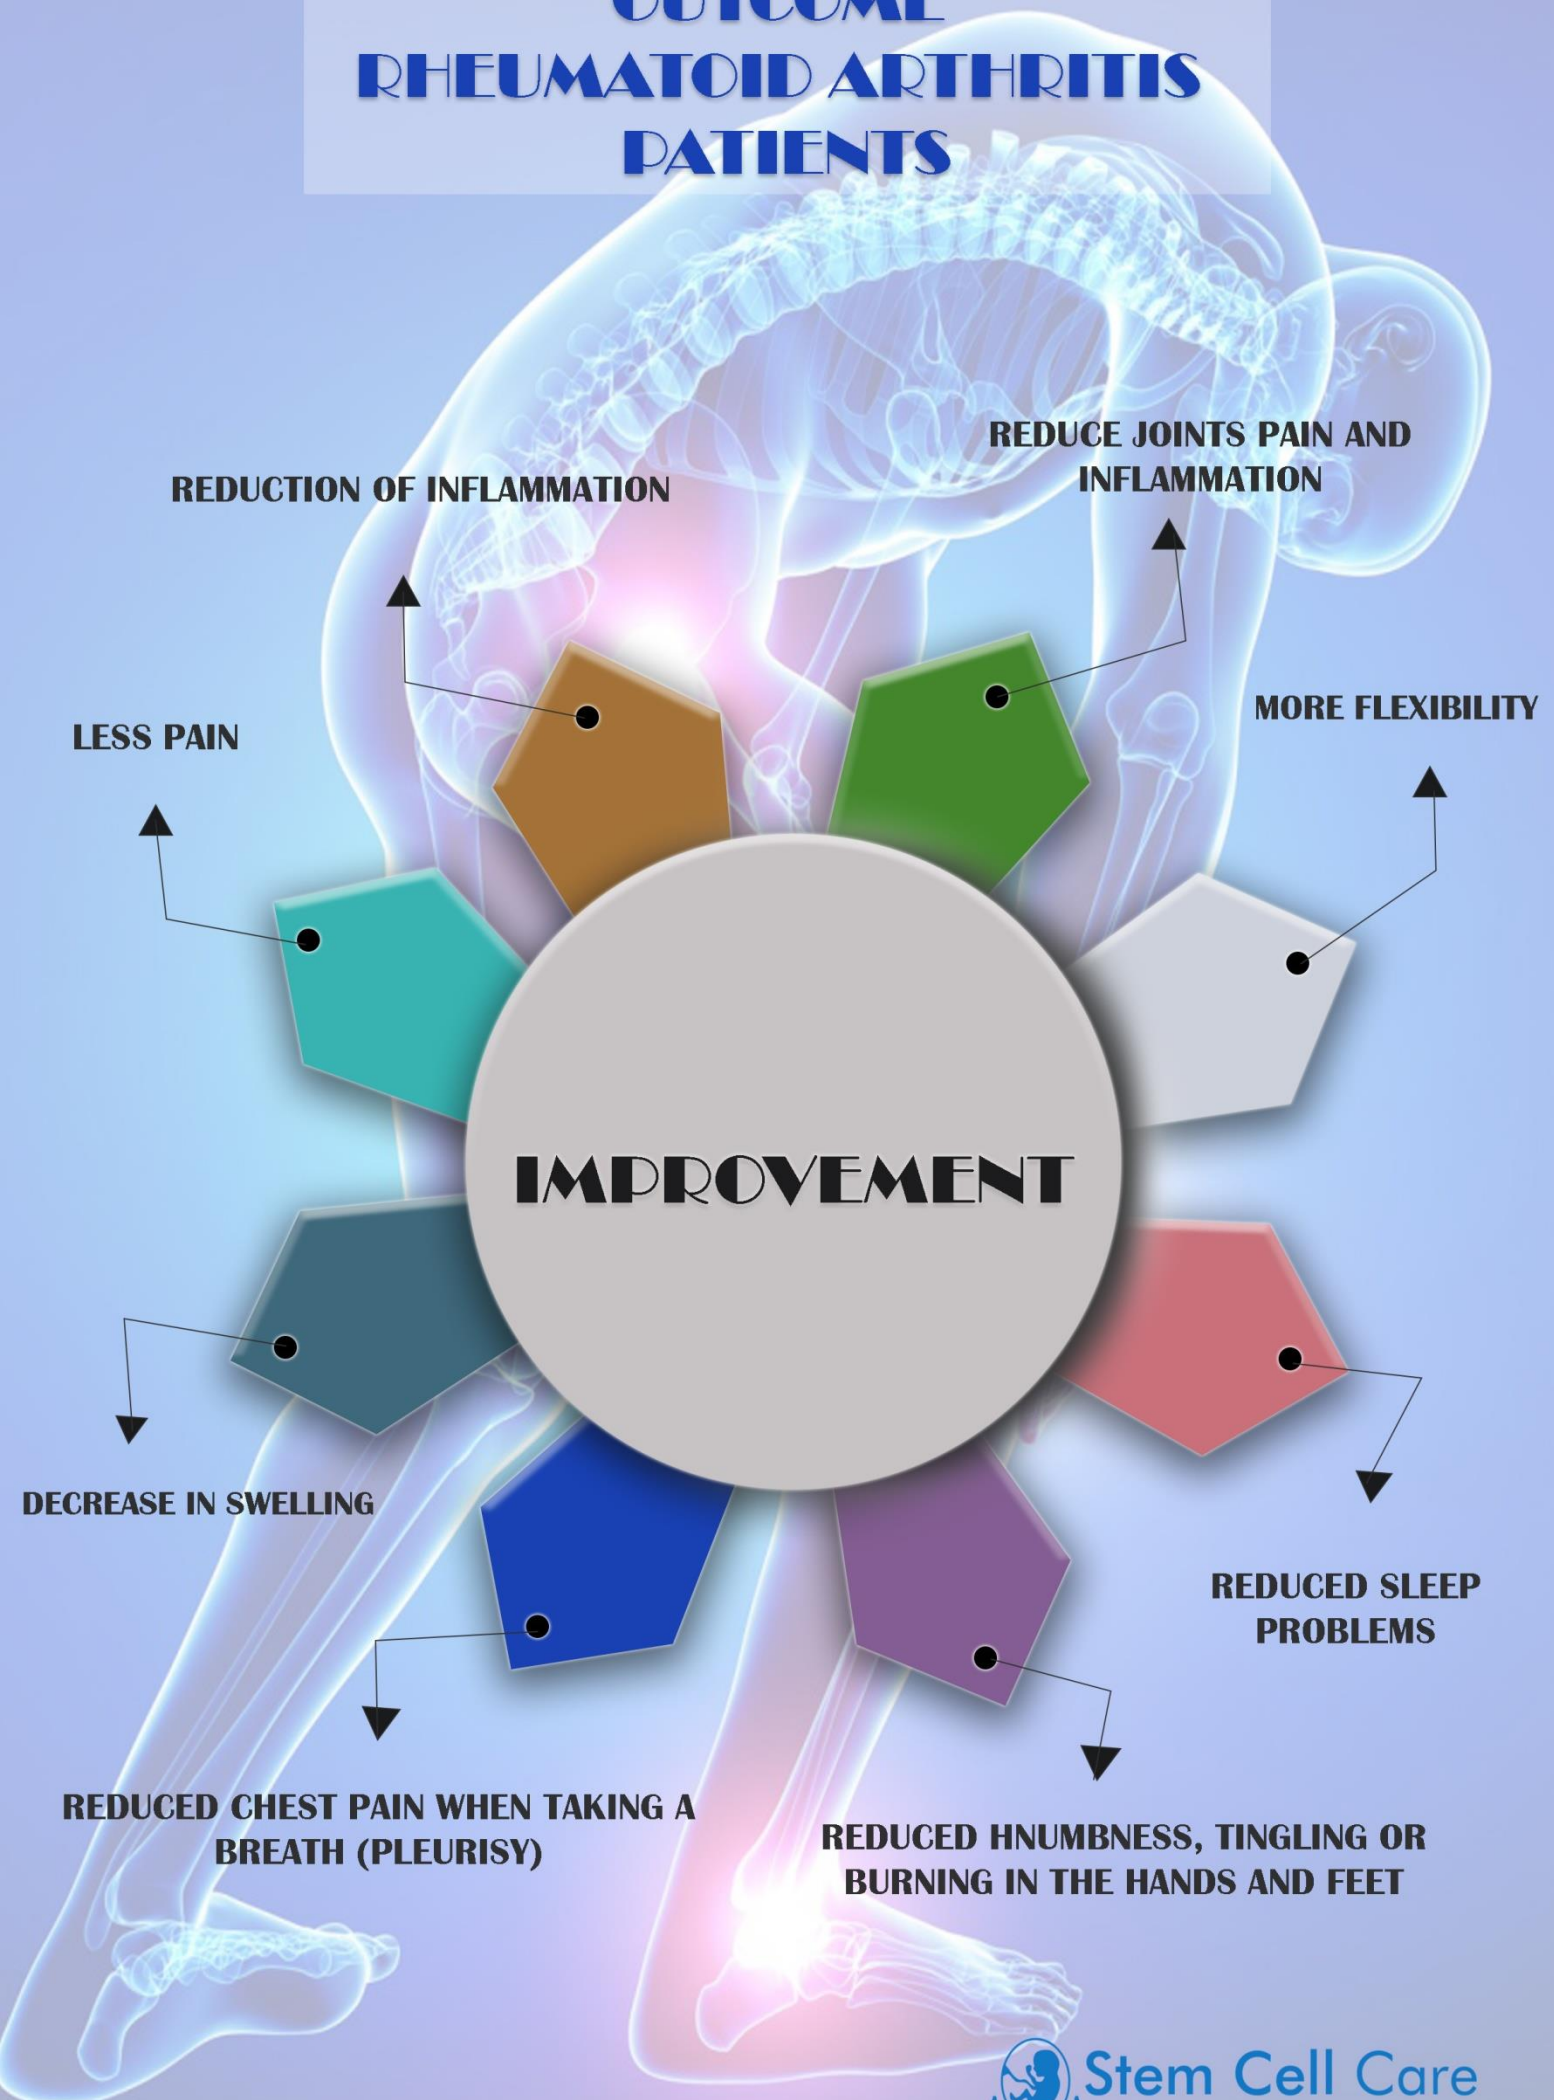 OUTCOME
RHEUMATOID ARTHRITIS
PATIENTS
REDUCE JOINTS PAIN AND
INFLAMMATION
REDUCTION OF INFLAMMATION
MORE FLEXIBILITY
LESS PAIN
IMPROVEMENT
DECREASE IN SWELLING
REDUCED SLEEP
PROBLEMS
REDUCED CHEST PAIN WHEN TAKING A
BREATH (PLEURISY)
REDUCED HNUMBNESS, TINGLING OR
BURNING IN THE HANDS AND FEET
Stem Cell Care